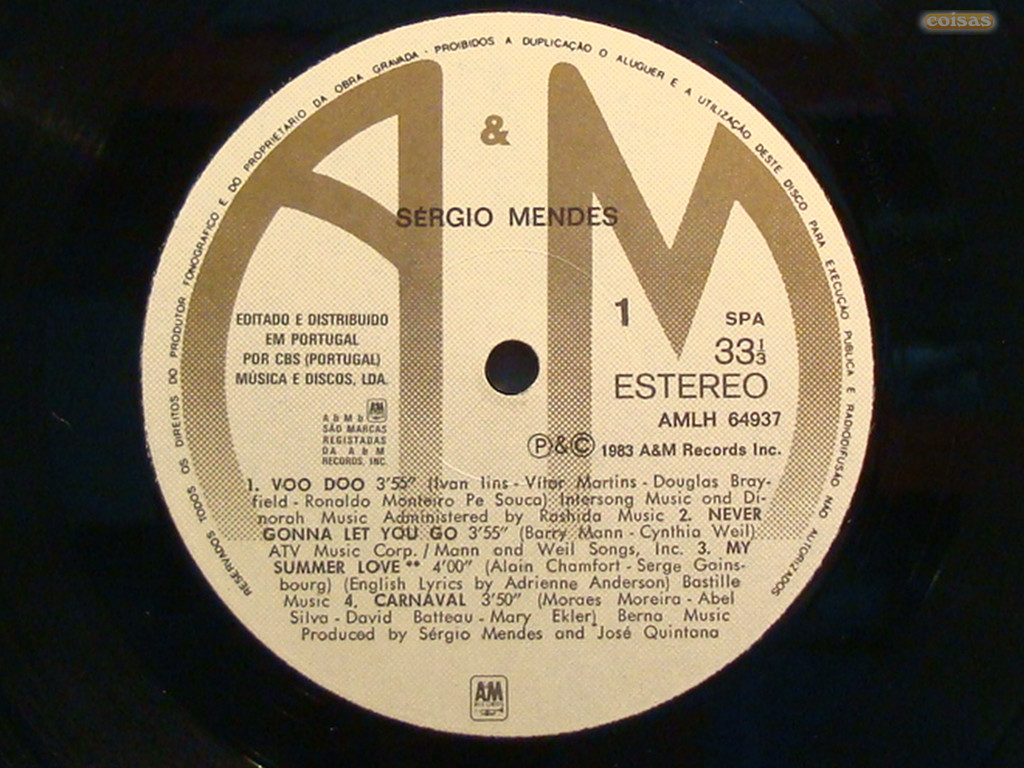 coisas
RESERVADOS TODOS OS DIREITOS DO PRODUTOR FONOGRAFICO E DO PROPRIETARIO DA OBRA GRAVADA - PROIBIDOS A DUPLICAÇÃO O ALUGUER E A UTILIZAÇÃO DESTE DISCO PARA EXECUÇÃO PUBLICA E RADIODIFUSÃO NÃO AUTORIZADOS
A & M
SÉRGIO MENDES
EDITADO E DISTRIBUIDO
EM PORTUGAL
POR CBS (PORTUGAL)
MÚSICA E DISCOS, LDA.
A & M &
SÃO MARCAS
REGISTADAS
DA A & M
RECORDS, INC.
1
SPA
33⅓
ESTEREO
AMLH 64937
Ⓟ&© 1983 A&M Records Inc.
1. VOO DOO 3'55" (Ivan lins - Vítor Martins - Douglas Bray-
field - Ronaldo Monteiro Pe Souca) Intersong Music ond Di-
norah Music Administered by Rashida Music 2. NEVER
GONNA LET YOU GO 3'55" (Barry Mann - Cynthia Weil)
ATV Music Corp. / Mann and Weil Songs, Inc. 3. MY
SUMMER LOVE ** 4'00" (Alain Chamfort - Serge Gains-
bourg) (English Lyrics by Adrienne Anderson) Bastille
Music 4. CARNAVAL 3'50" (Moraes Moreira - Abel
Silva - David Batteau - Mary Ekler) Berna Music
Produced by Sérgio Mendes and José Quintana
AM